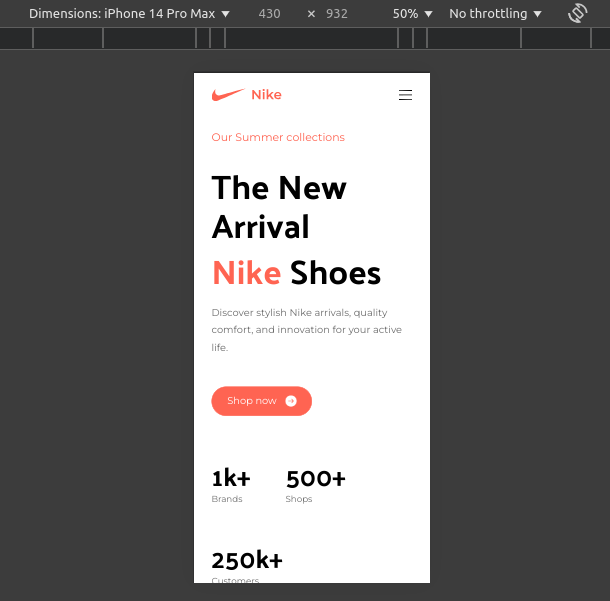 Dimensions: iPhone 14 Pro Max ▼ 430 × 932 50% ▼ No throttling ▼
Nike
Our Summer collections
The New
Arrival
Nike Shoes
Discover stylish Nike arrivals, quality
comfort, and innovation for your active
life.
Shop now
1k+ 500+
Brands Shops
250k+
Customers